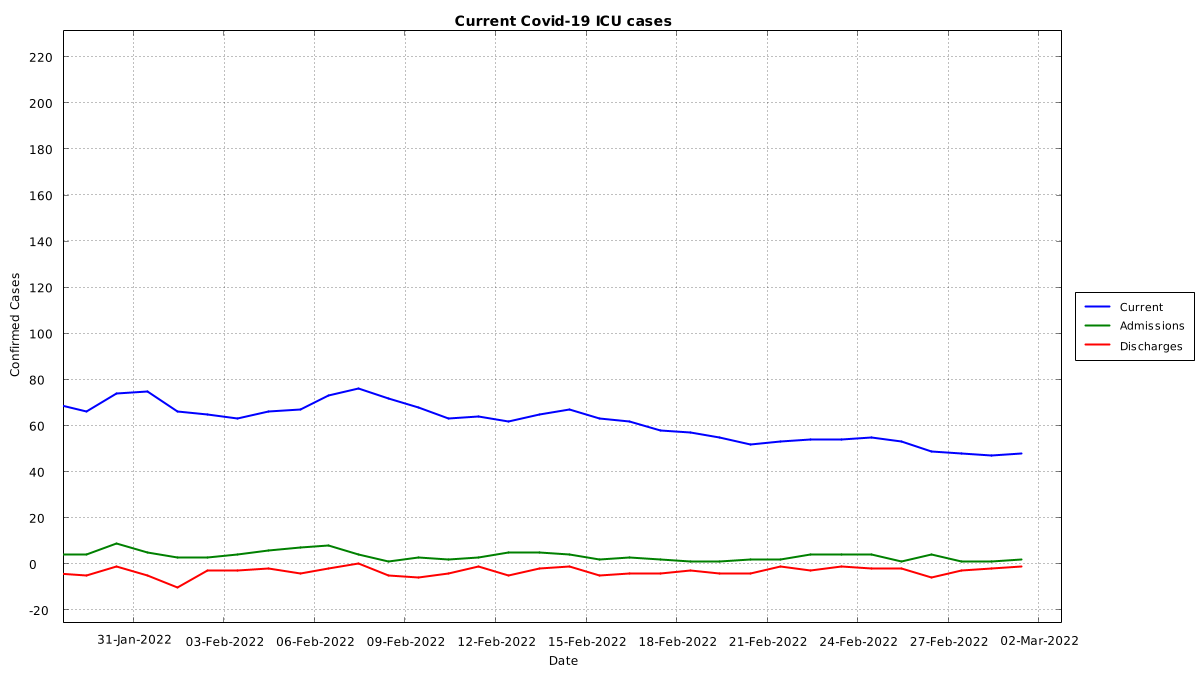 Current Covid-19 ICU cases
Confirmed Cases
220
200
180
160
140
120
100
80
60
40
20
0
-20
31-Jan-2022 03-Feb-2022 06-Feb-2022 09-Feb-2022 12-Feb-2022 15-Feb-2022 18-Feb-2022 21-Feb-2022 24-Feb-2022 27-Feb-2022 02-Mar-2022
Date
Current
Admissions
Discharges